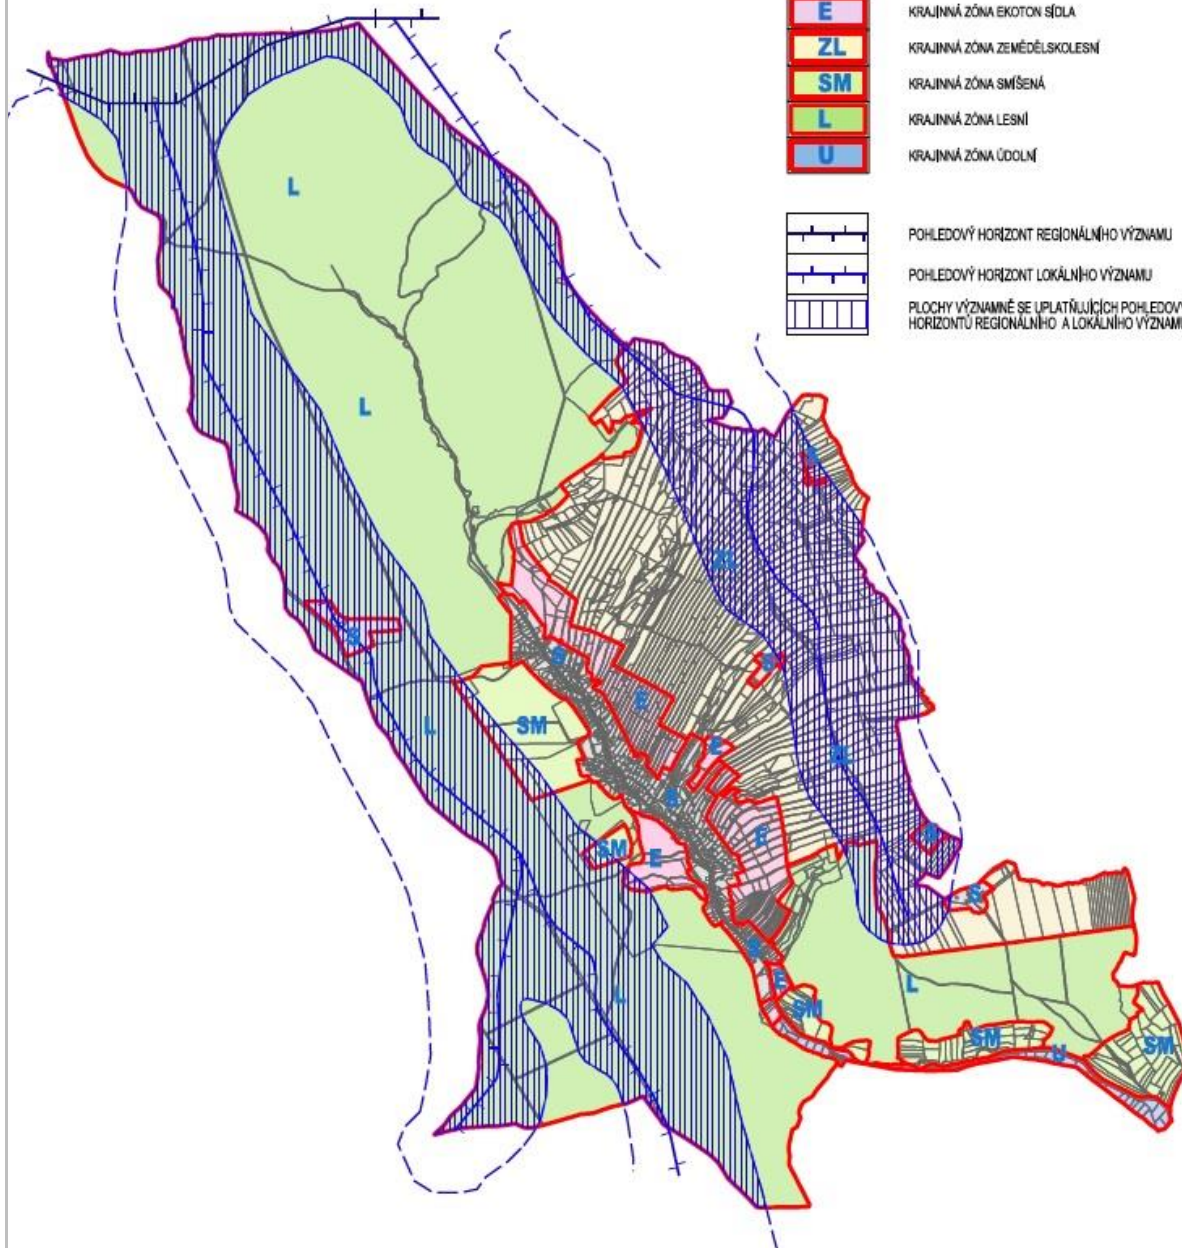 E KRAJINNÁ ZÓNA EKOTON SÍDLA
ZL KRAJINNÁ ZÓNA ZEMĚDĚLSKOLESNÍ
SM KRAJINNÁ ZÓNA SMÍŠENÁ
L KRAJINNÁ ZÓNA LESNÍ
U KRAJINNÁ ZÓNA ÚDOLNÍ
POHLEDOVÝ HORIZONT REGIONÁLNÍHO VÝZNAMU
POHLEDOVÝ HORIZONT LOKÁLNÍHO VÝZNAMU
PLOCHY VÝZNAMNĚ SE UPLATŇUJÍCÍCH POHLEDOV
HORIZONTŮ REGIONÁLNÍHO A LOKÁLNÍHO VÝZNAM
L
L
S
ZL
S
S
S
E
L
SM
E
ZL
S
S
E
SM
E
S
S
E
L
L
SM
SM
U
SM